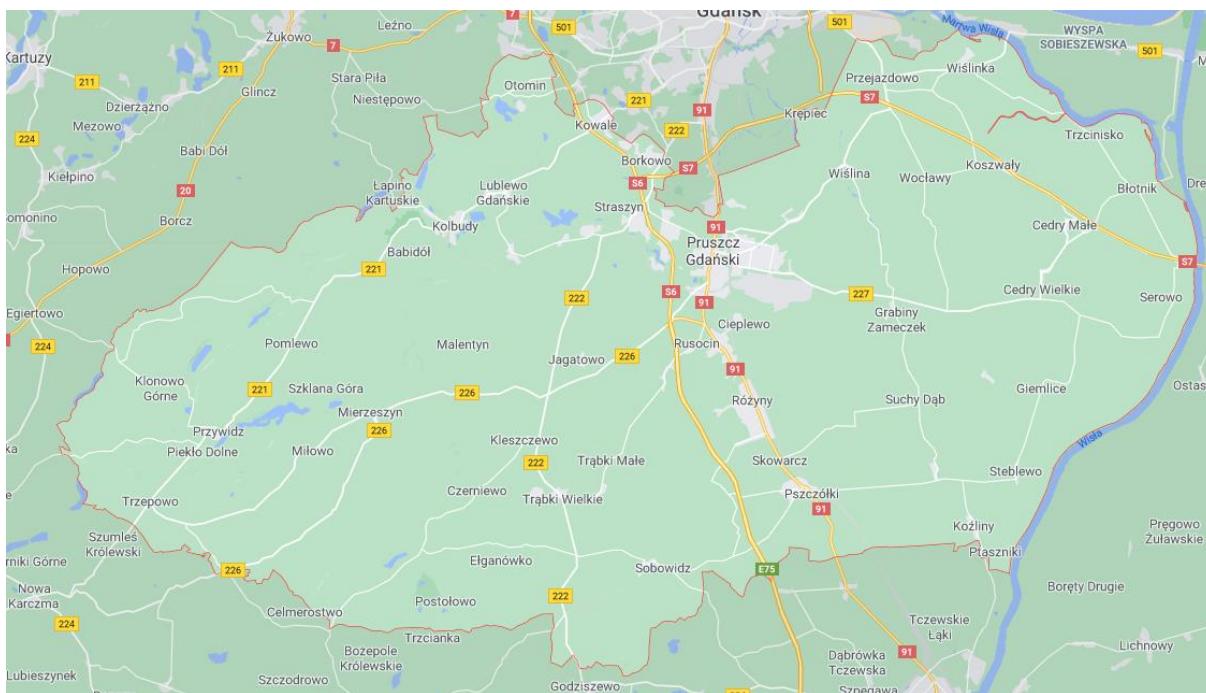 Gdańsk
Leźno
501
7
501
Martwa Wisła
WYSPA
SOBIESZEWSKA
501
Żukowo
7
Kartuzy
211
211
Glincz
Stara Piła
Niestępowo
Otomin
221
Przejazdowo
Wiślinka
S7
Dzierżążno
Mezowo
224
Kowale
222
91
Krępiec
Trzcinisko
Babi Dół
Borkowo
S7
Koszwały
Kiełpino
20
Łapino
Kartuskie
Lublewo
Gdańskie
S6
Wiślina
Wocławy
Błotnik
Borcz
Kolbudy
Straszyn
91
Cedry Małe
Pruszcz
Gdański
Babidół
221
S7
Hopowo
222
S6
91
227
Cedry Wielkie
Serowo
Egiertowo
224
Grabiny
Zameczek
Cieplewo
Pomlewo
Malentyn
Jagatowo
226
Rusocin
91
Klonowo
Górne
221
Szklana Góra
226
Giemlice
Różyny
Suchy Dąb
Mierzeszyn
226
Przywidz
Piekło Dolne
Miłowo
Kleszczewo
222
Trąbki Małe
Skowarcz
Wisła
Steblewo
Czerniewo
Trąbki Wielkie
Pszczółki
91
Trzepowo
Koźliny
Szumleś
Królewski
Pręgowo
Żuławskie
Ptaszniki
Ełganówko
Sobowidz
E75
226
Nowa
Karczma
224
Boręty Drugie
Celmerostwo
Postołowo
222
Trzcianka
Tczewskie
Łąki
Bożepole
Królewskie
Dąbrówka
Tczewska
91
Lichnowy
Lubieszynek
Szczodrowo
Godziszewo